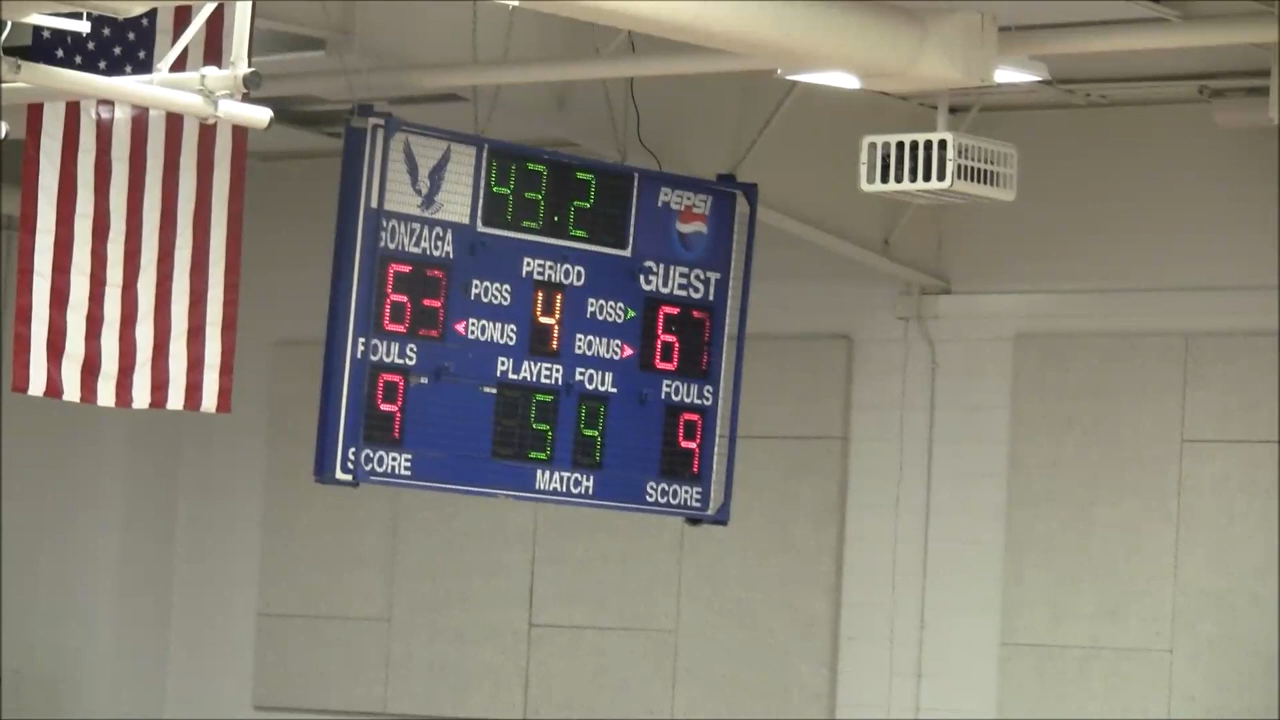 43.2
PEPSI
GONZAGA
PERIOD
GUEST
63
POSS
4
POSS
67
BONUS
BONUS
FOULS
PLAYER FOUL
FOULS
9
5
4
9
SCORE
MATCH
SCORE